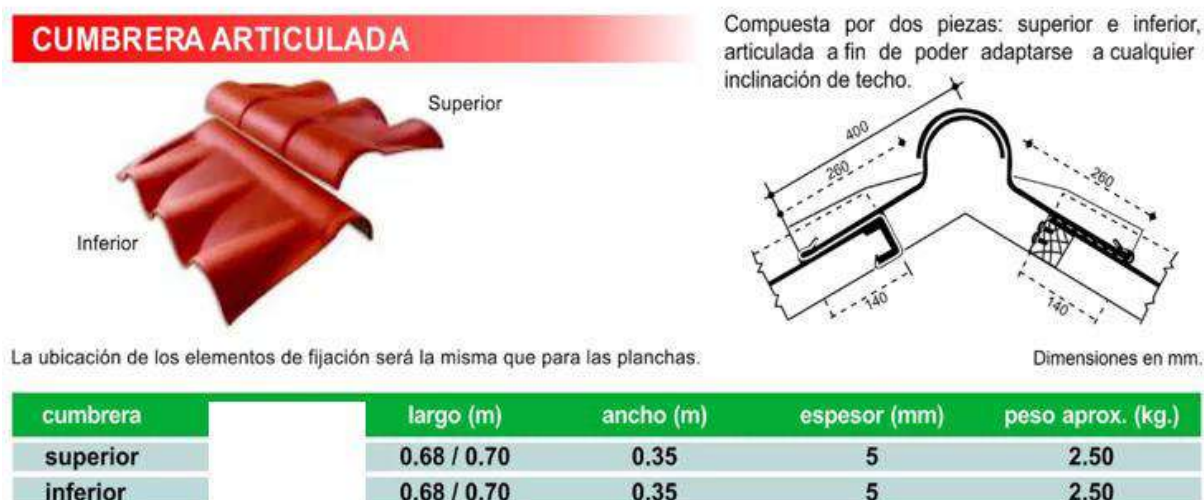 CUMBRERA ARTICULADA
Compuesta por dos piezas: superior e inferior,
articulada a fin de poder adaptarse a cualquier
inclinación de techo.
Superior
Inferior
400
260
260
140
140
La ubicación de los elementos de fijación será la misma que para las planchas.
Dimensiones en mm.
cumbrera largo (m) ancho (m) espesor (mm) peso aprox. (kg.)
superior 0.68 / 0.70 0.35 5 2.50
inferior 0.68 / 0.70 0.35 5 2.50